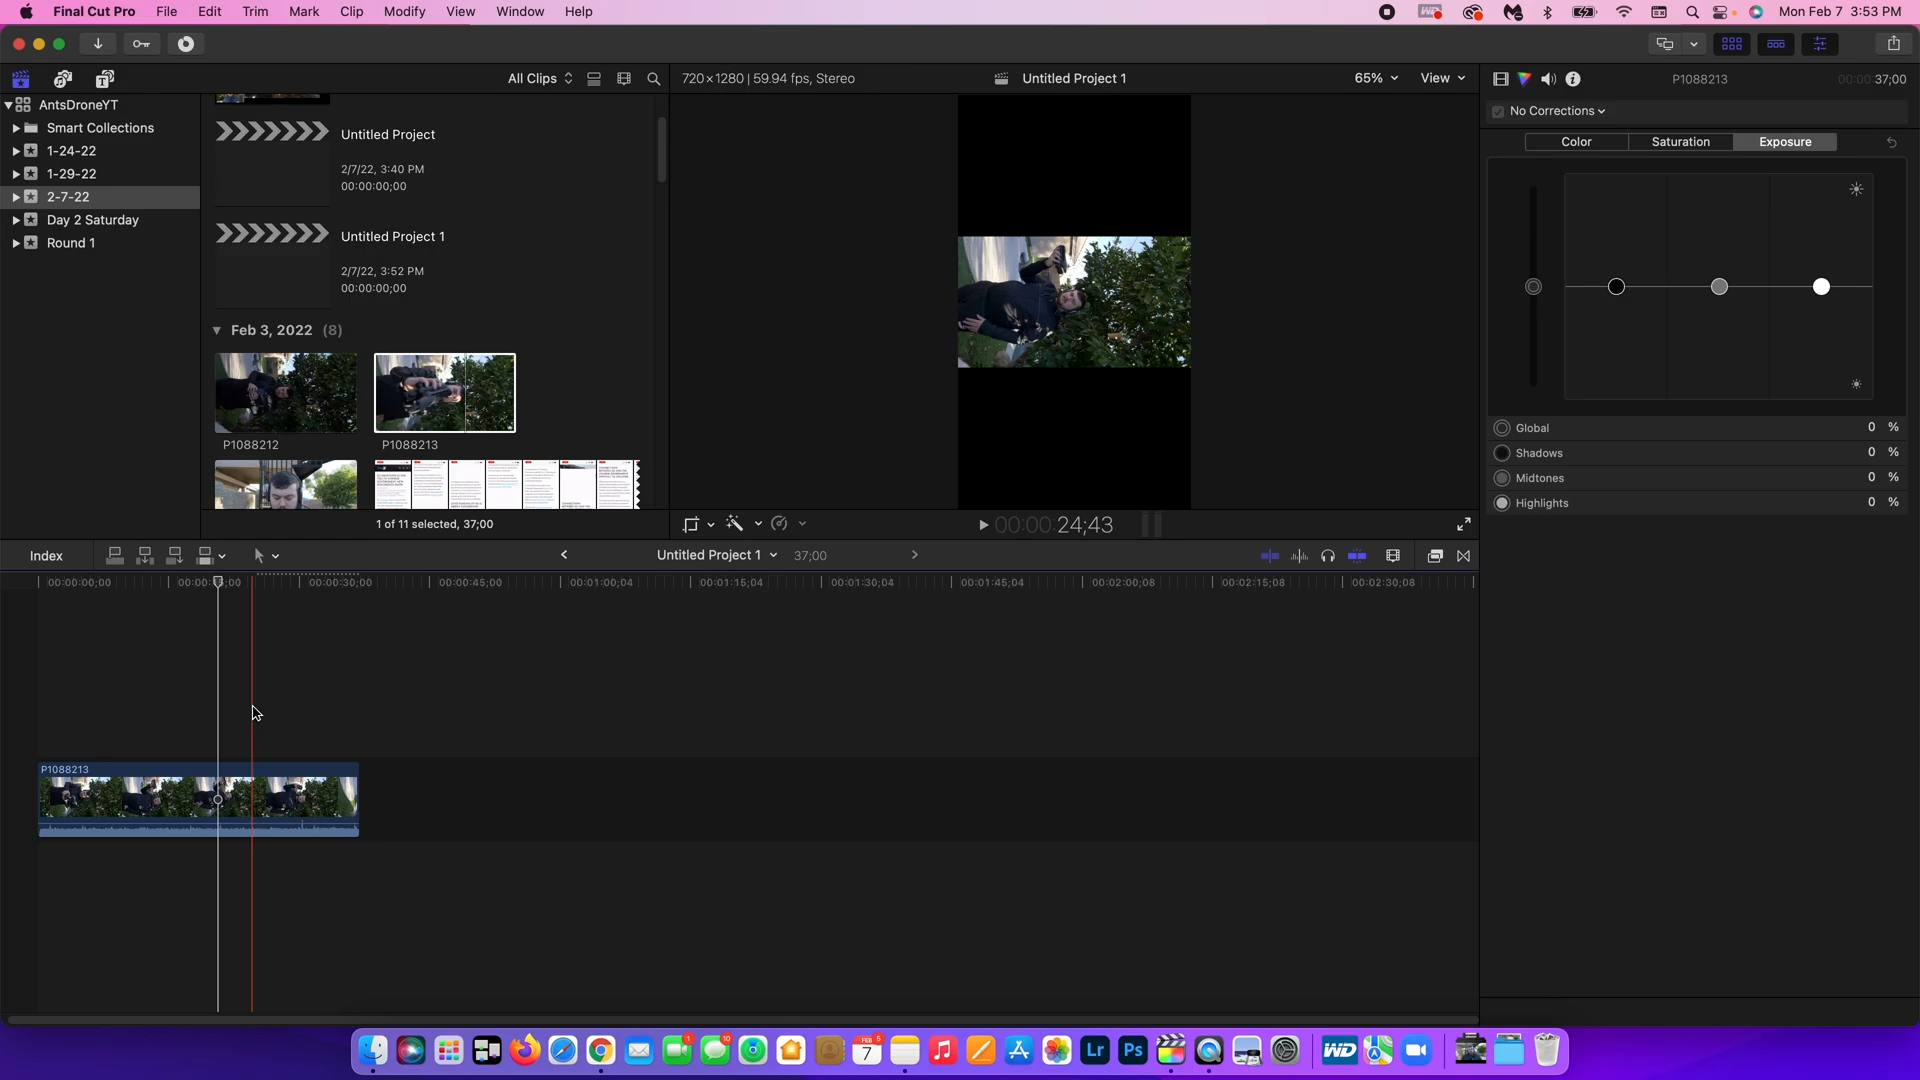 Final Cut Pro File Edit Trim Mark Clip Modify View Window Help Mon Feb 7 3:53 PM
All Clips 720×1280 | 59.94 fps, Stereo Untitled Project 1 65% View P1088213 00:00:37;00
AntsDroneYT
Smart Collections
1-24-22
1-29-22
2-7-22
Day 2 Saturday
Round 1
Untitled Project
2/7/22, 3:40 PM
00:00:00;00
Untitled Project 1
2/7/22, 3:52 PM
00:00:00;00
Feb 3, 2022 (8)
P1088212 P1088213
1 of 11 selected, 37;00
00:00:24;43
No Corrections
Color Saturation Exposure
Global 0 %
Shadows 0 %
Midtones 0 %
Highlights 0 %
Index Untitled Project 1 37;00
00:00:00;00 00:00:15;00 00:00:30;00 00:00:45;00 00:01:00;04 00:01:15;04 00:01:30;04 00:01:45;04 00:02:00;08 00:02:15;08 00:02:30;08
P1088213
1 10 FEB 7 5 Lr Ps WD